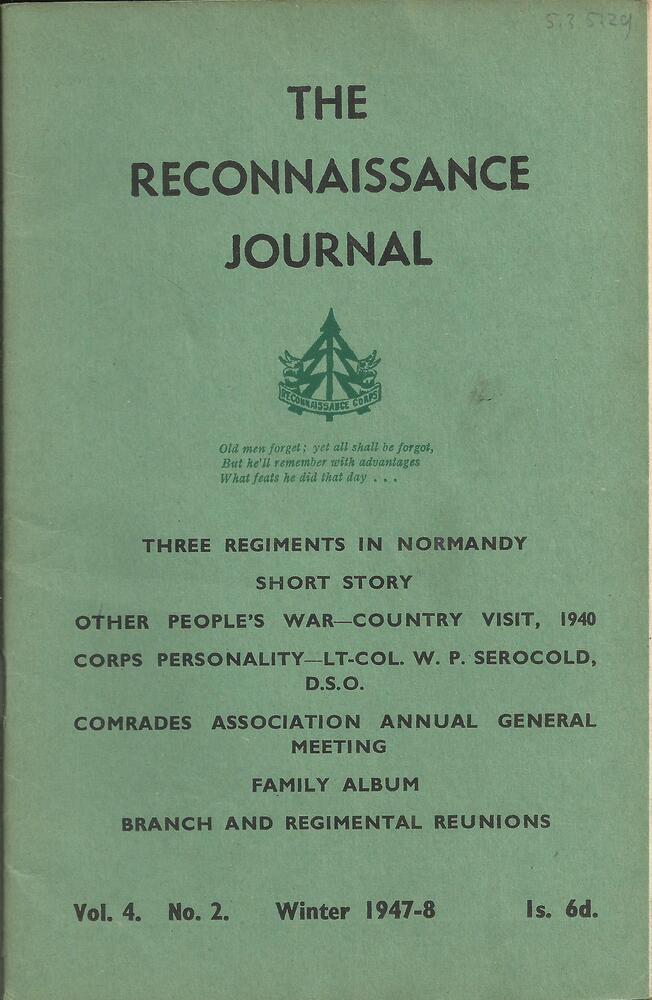 THE
RECONNAISSANCE
JOURNAL
RECONNAISSANCE CORPS
Old men forget; yet all shall be forgot,
But he'll remember with advantages
What feats he did that day . . .
THREE REGIMENTS IN NORMANDY
SHORT STORY
OTHER PEOPLE'S WAR—COUNTRY VISIT, 1940
CORPS PERSONALITY—LT-COL. W. P. SEROCOLD,
D.S.O.
COMRADES ASSOCIATION ANNUAL GENERAL
MEETING
FAMILY ALBUM
BRANCH AND REGIMENTAL REUNIONS
Vol. 4. No. 2. Winter 1947-8 1s. 6d.